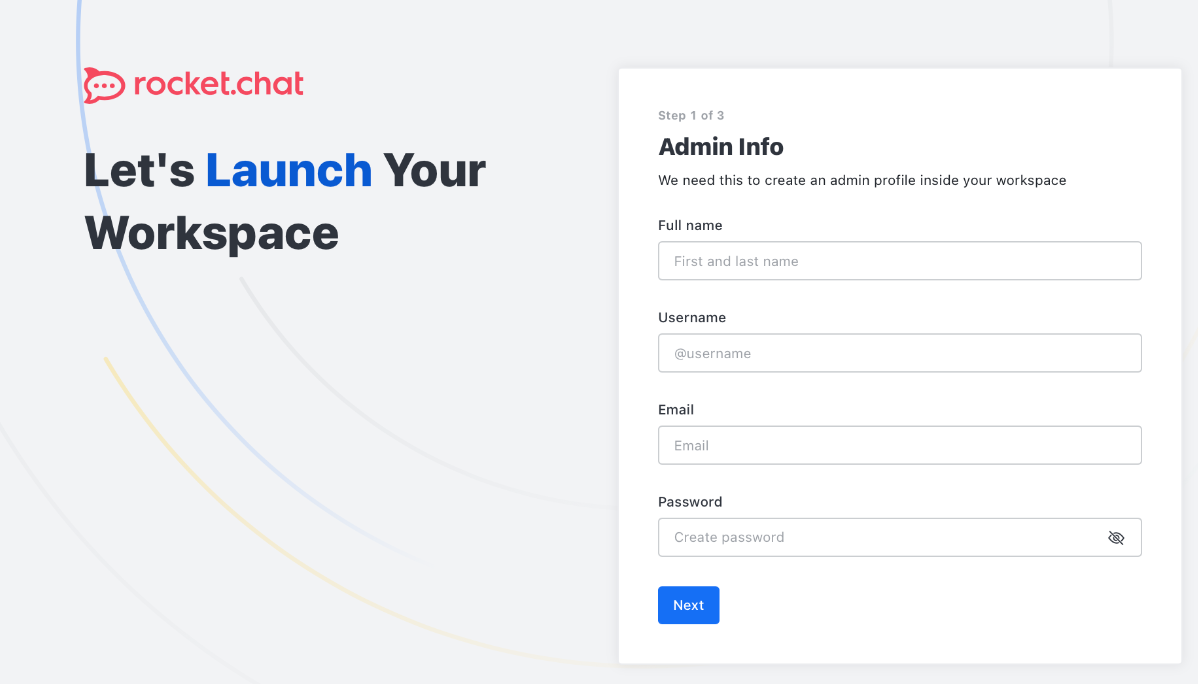 rocket.chat
Let's Launch Your
Workspace
Step 1 of 3
Admin Info
We need this to create an admin profile inside your workspace
Full name
First and last name
Username
@username
Email
Email
Password
Create password
Next